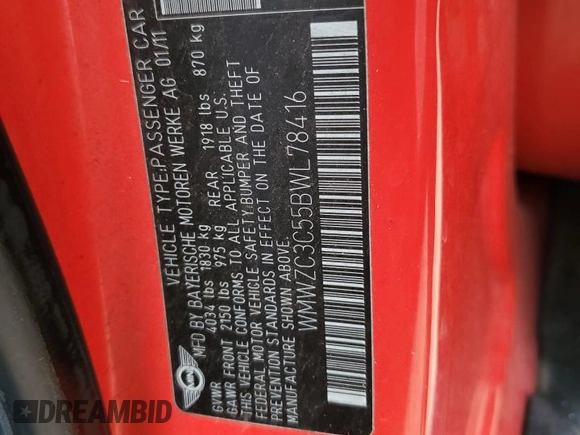 VEHICLE TYPE:PASSENGER CAR
MFD BY BAYERISCHE MOTOREN WERKE AG 01/11
GVWR 4034 lbs 1830 kg
GAWR FRONT 2150 lbs 975 kg REAR 1918 lbs 870 kg
THIS VEHICLE CONFORMS TO ALL APPLICABLE U.S.
FEDERAL MOTOR VEHICLE SAFETY,BUMPER AND THEFT
PREVENTION STANDARDS IN EFFECT ON THE DATE OF
MANUFACTURE SHOWN ABOVE.
WMWZC3C55BWL78416
MINI
DREAMBID